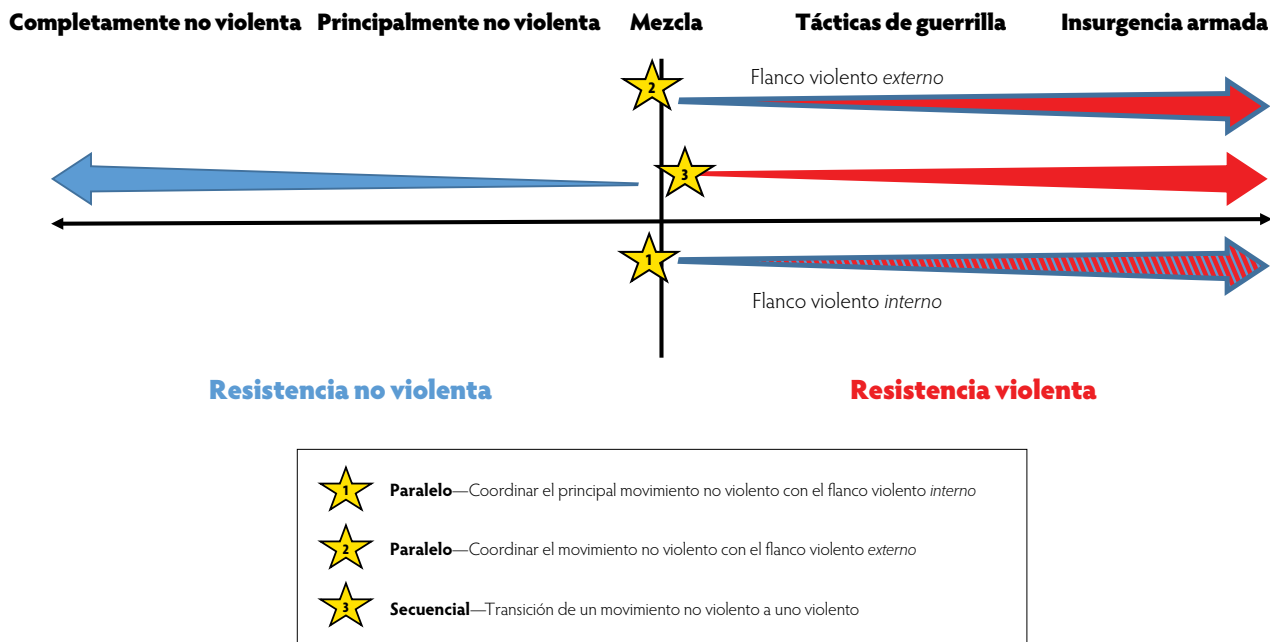 Completamente no violenta Principalmente no violenta Mezcla Tácticas de guerrilla Insurgencia armada
Flanco violento externo
2
3
1
Flanco violento interno
Resistencia no violenta Resistencia violenta
1 Paralelo—Coordinar el principal movimiento no violento con el flanco violento interno
2 Paralelo—Coordinar el movimiento no violento con el flanco violento externo
3 Secuencial—Transición de un movimiento no violento a uno violento